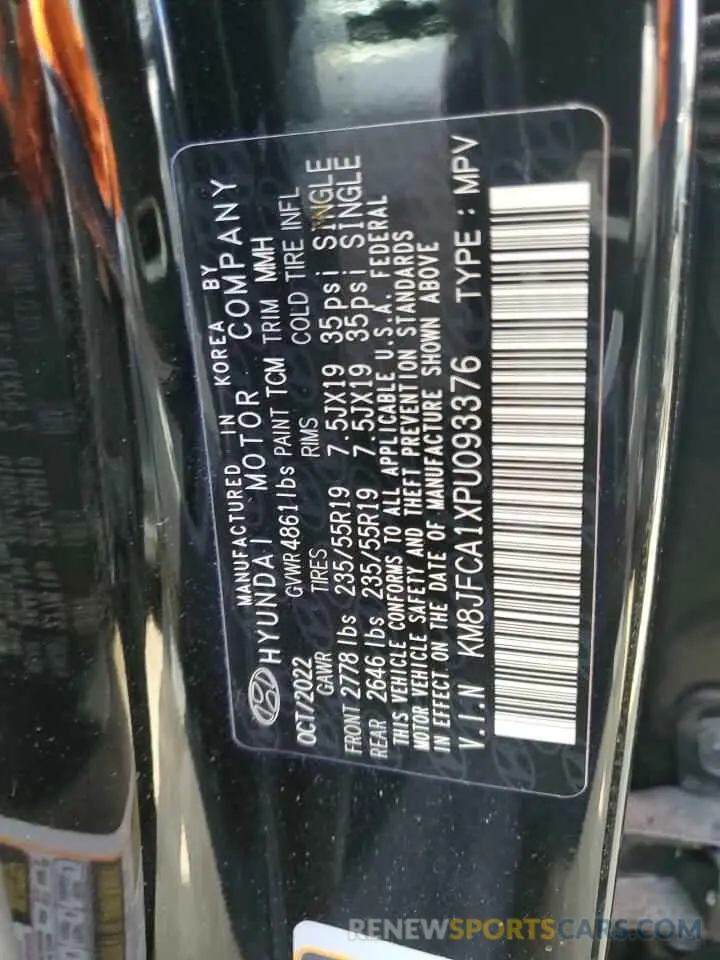 MANUFACTURED IN KOREA BY
HYUNDAI MOTOR COMPANY
OCT/2022 GVWR4861lbs PAINT TCM TRIM MMH
GAWR TIRES RIMS COLD TIRE INFL
FRONT 2778 lbs 235/55R19 7.5JX19 35psi SINGLE
REAR 2646 lbs 235/55R19 7.5JX19 35psi SINGLE
THIS VEHICLE CONFORMS TO ALL APPLICABLE U.S.A. FEDERAL
MOTOR VEHICLE SAFETY AND THEFT PREVENTION STANDARDS
IN EFFECT ON THE DATE OF MANUFACTURE SHOWN ABOVE
V.I.N KM8JFCA1XPU093376 TYPE : MPV
RENEWSPORTSCARS.COM